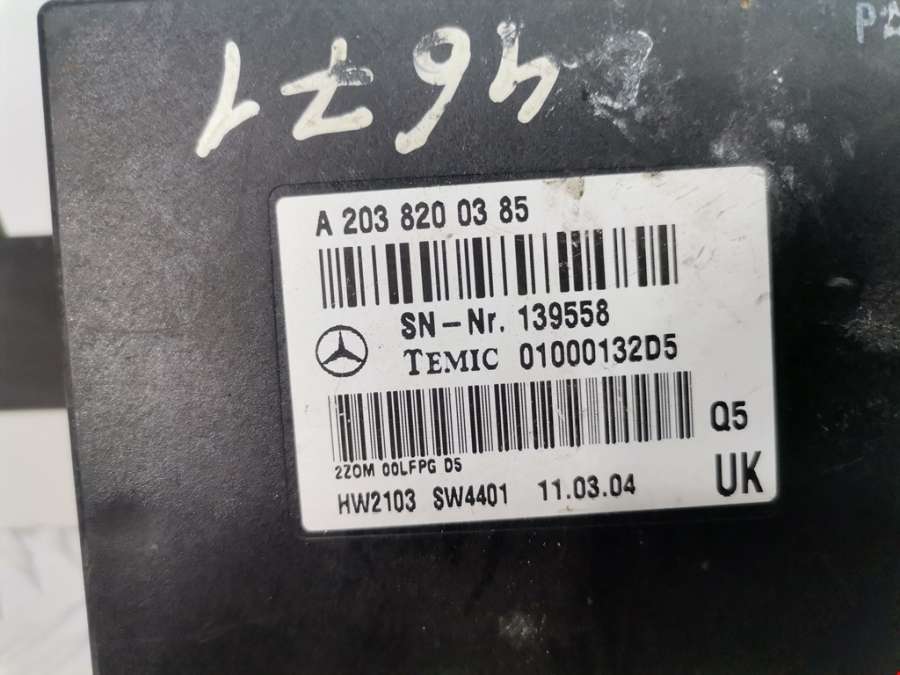 4671
A 203 820 03 85
SN-Nr. 139558
TEMIC 01000132D5
Q5
2ZOM 00LFPG D5
HW2103 SW4401 11.03.04
UK